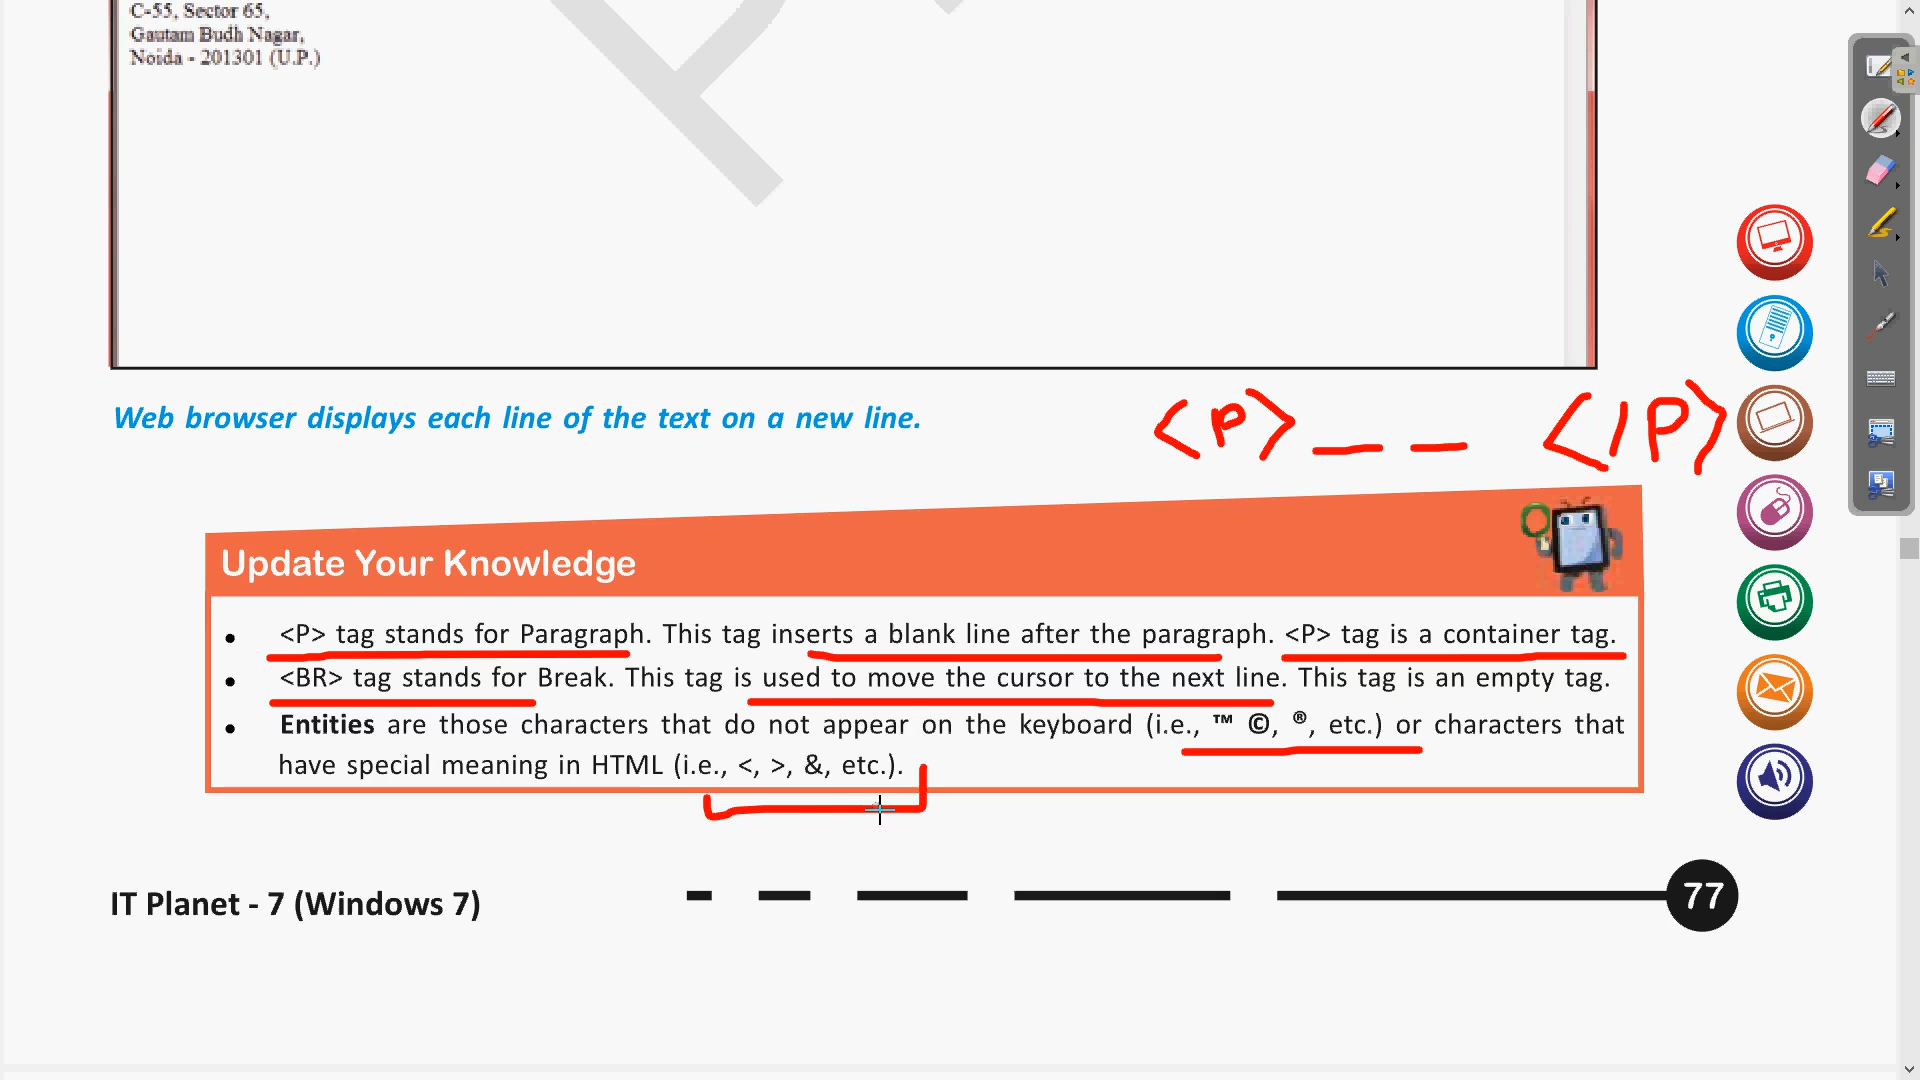 C-55, Sector 65,
Gautam Budh Nagar,
Noida - 201301 (U.P.)
Web browser displays each line of the text on a new line.
<P>_ _ </P>
Update Your Knowledge
• <P> tag stands for Paragraph. This tag inserts a blank line after the paragraph. <P> tag is a container tag.
• <BR> tag stands for Break. This tag is used to move the cursor to the next line. This tag is an empty tag.
• Entities are those characters that do not appear on the keyboard (i.e., ™ ©, ®, etc.) or characters that
have special meaning in HTML (i.e., <, >, &, etc.).
IT Planet - 7 (Windows 7)
77